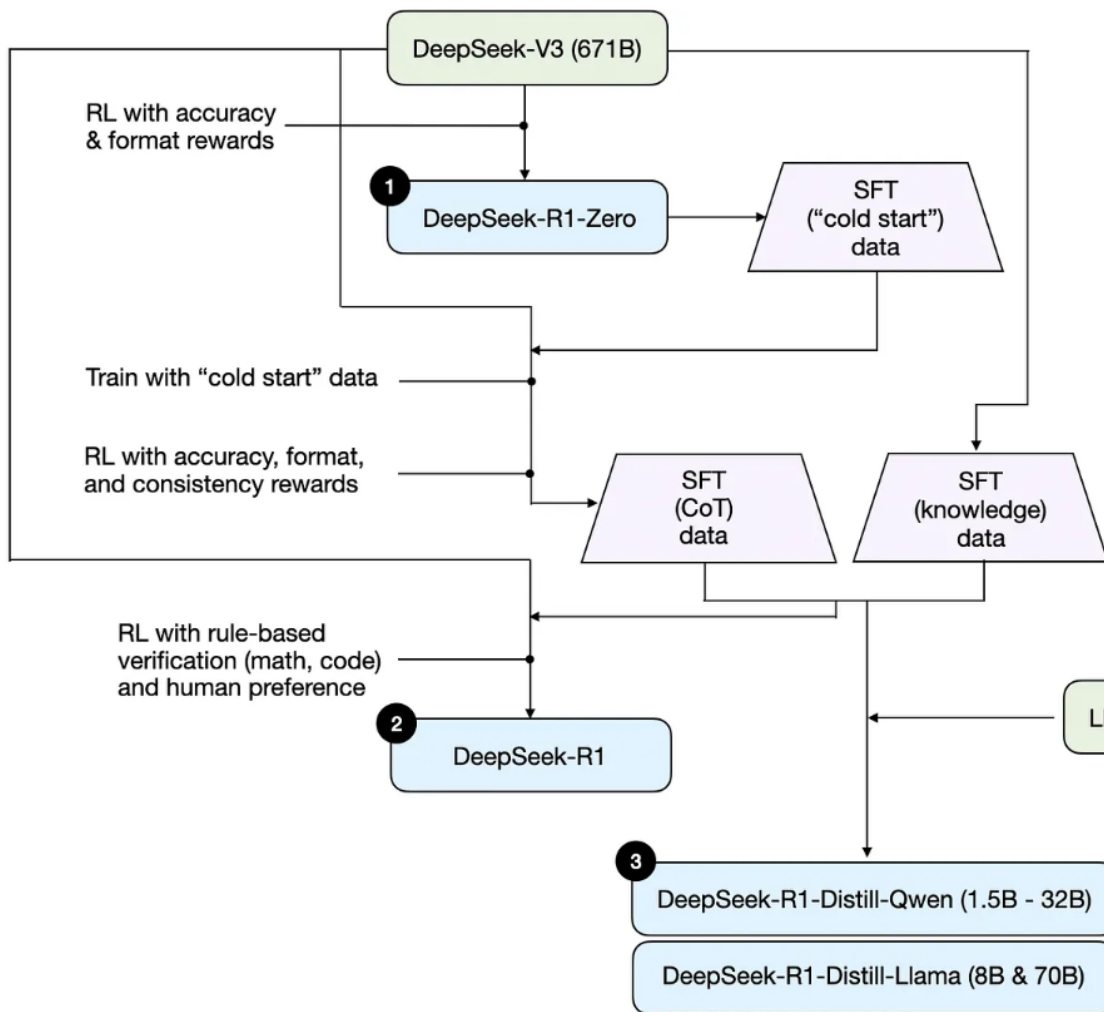 DeepSeek-V3 (671B)
RL with accuracy
& format rewards
1
DeepSeek-R1-Zero
SFT
(“cold start”)
data
Train with “cold start” data
RL with accuracy, format,
and consistency rewards
SFT
(CoT)
data
SFT
(knowledge)
data
RL with rule-based
verification (math, code)
and human preference
2
DeepSeek-R1
3
DeepSeek-R1-Distill-Qwen (1.5B - 32B)
DeepSeek-R1-Distill-Llama (8B & 70B)